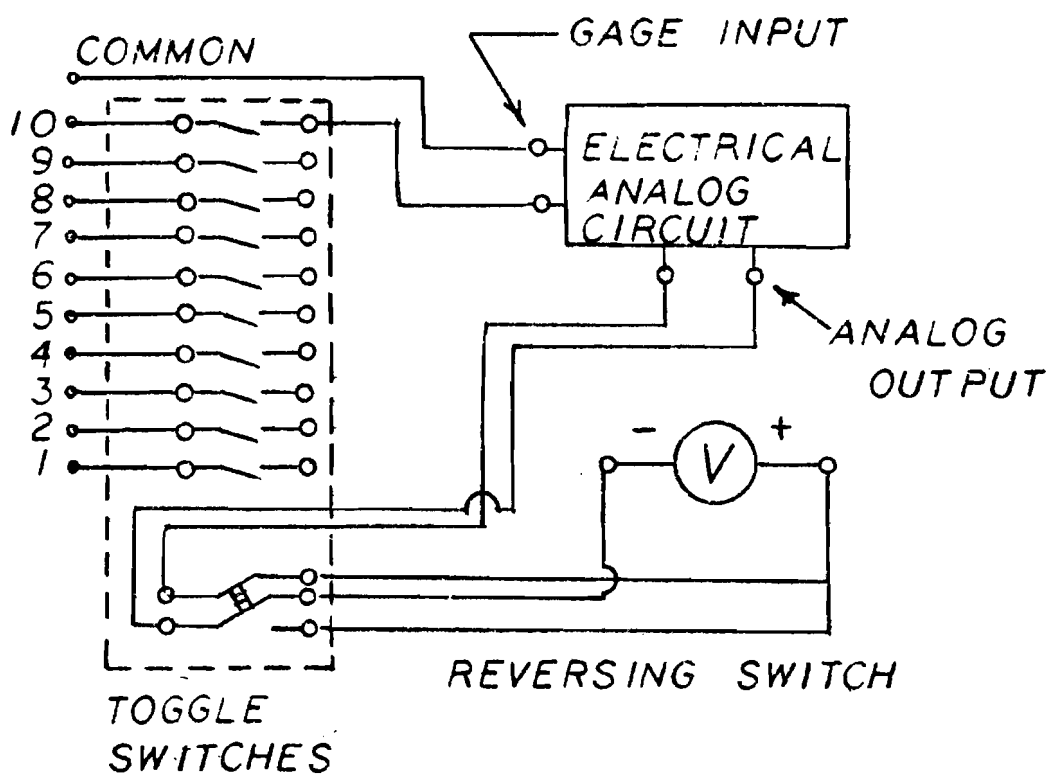 COMMON
GAGE INPUT
10
9
8
7
6
5
4
3
2
1
ELECTRICAL
ANALOG
CIRCUIT
ANALOG
OUTPUT
- +
V
REVERSING SWITCH
TOGGLE
SWITCHES